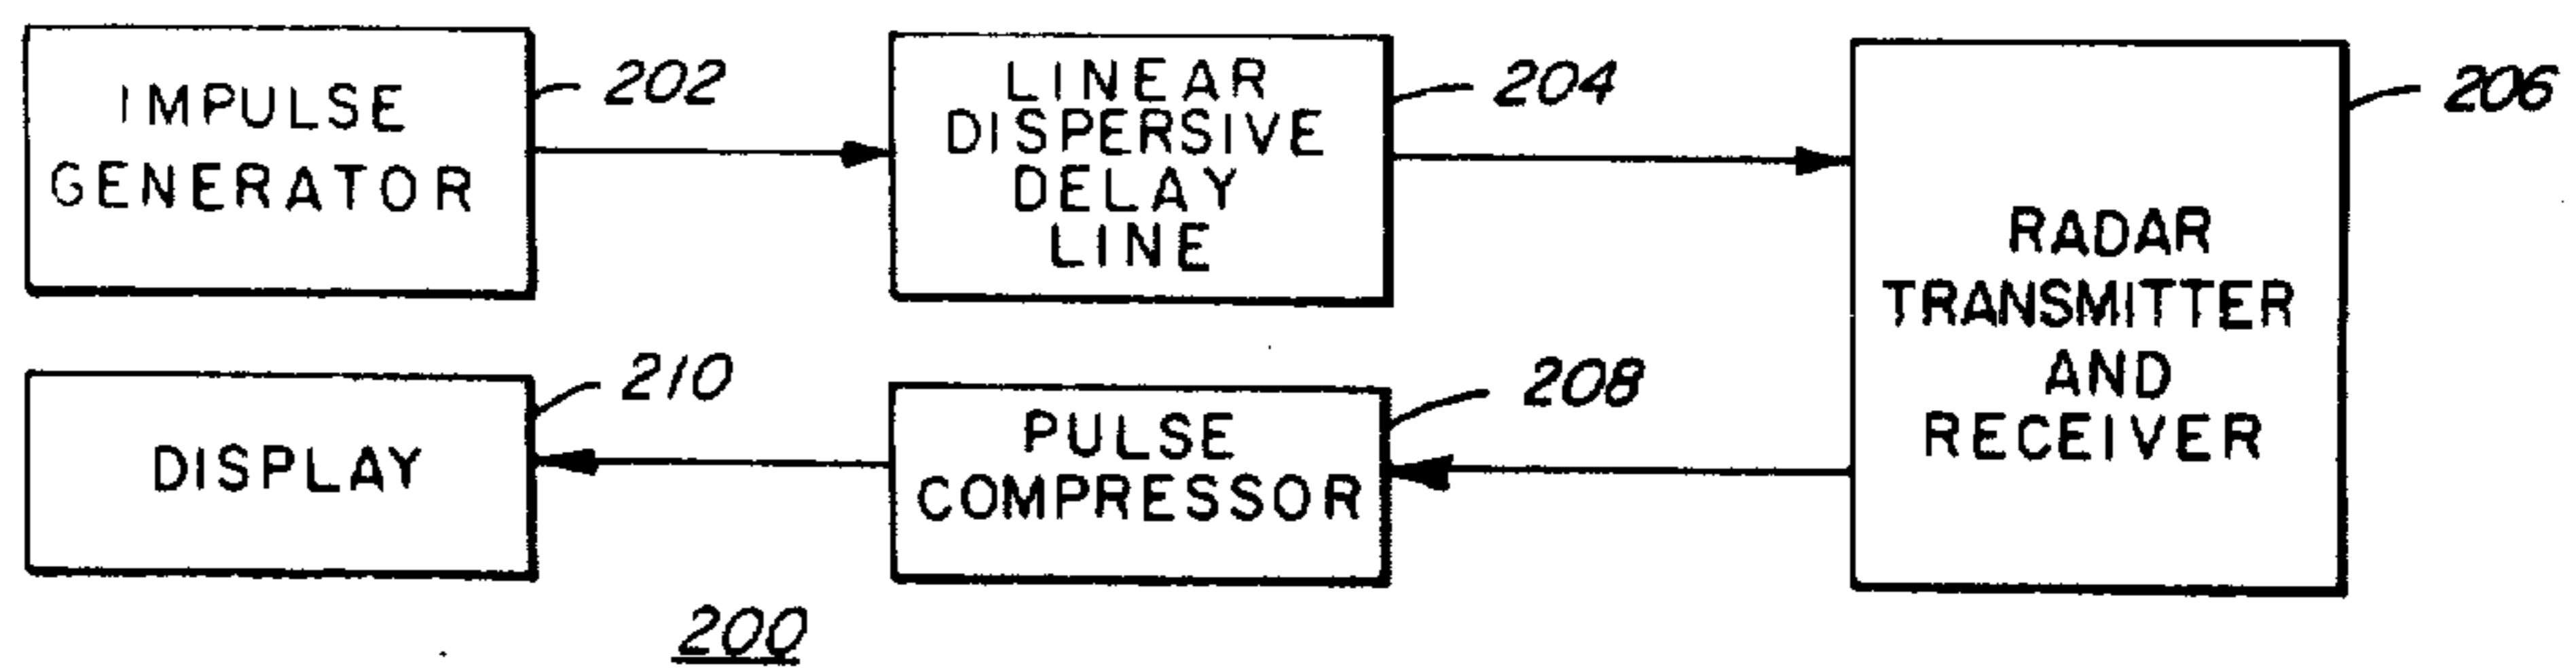 IMPULSE
GENERATOR
202
LINEAR
DISPERSIVE
DELAY
LINE
204
RADAR
TRANSMITTER
AND
RECEIVER
206
DISPLAY
210
PULSE
COMPRESSOR
208
200